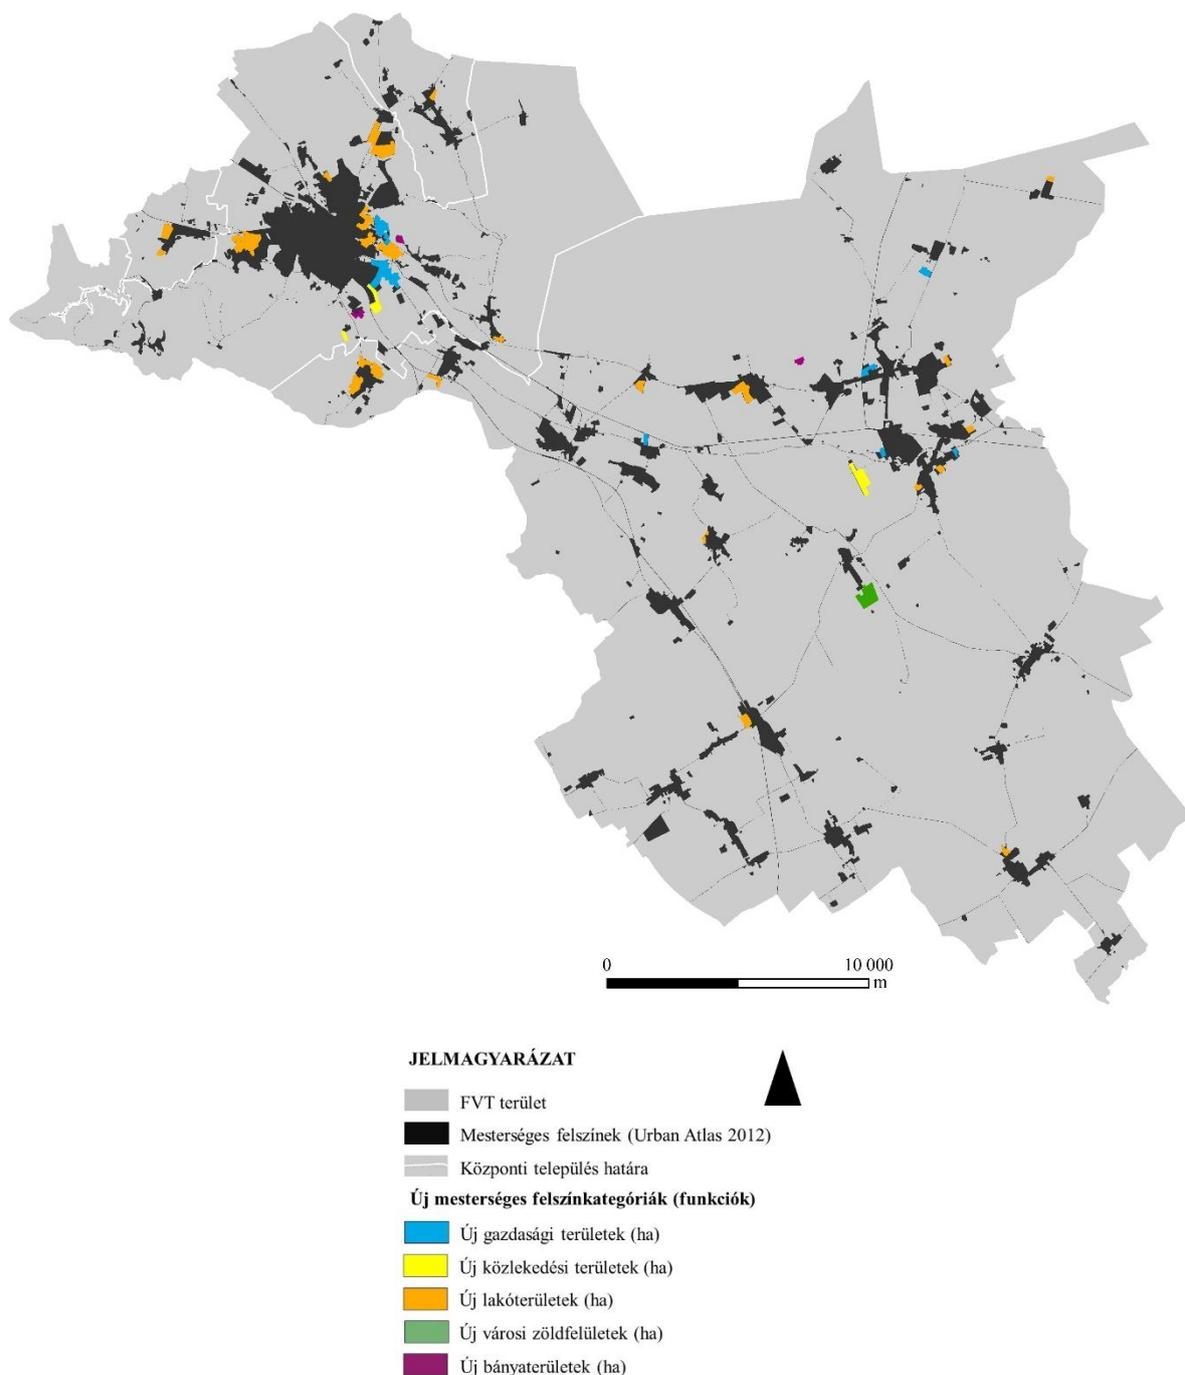 0 10 000
m
JELMAGYARÁZAT
FVT terület
Mesterséges felszínek (Urban Atlas 2012)
Központi település határa
Új mesterséges felszínkategóriák (funkciók)
Új gazdasági területek (ha)
Új közlekedési területek (ha)
Új lakóterületek (ha)
Új városi zöldfelületek (ha)
Új bányaterületek (ha)